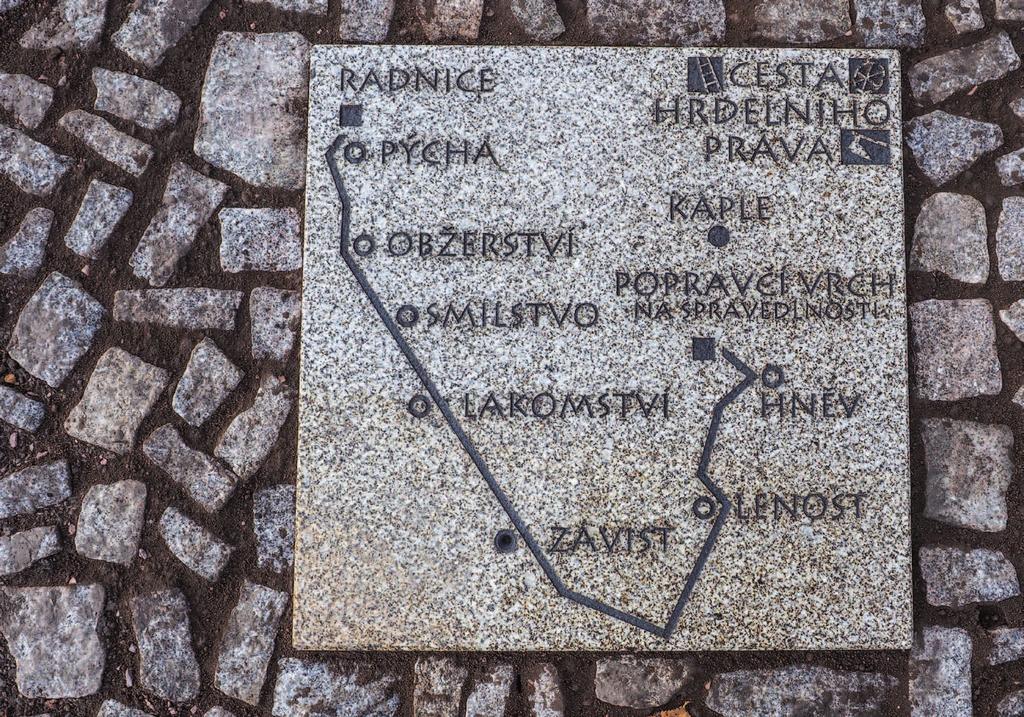 RADNICE
CESTA
HRDELNÍHO
PRÁVA
PÝCHA
KAPLE
OBŽERSTVÍ
POPRAVČÍ VRCH
NA SPRAVEDLNOSTI
SMILSTVO
LAKOMSTVÍ
HNĚV
LENOST
ZÁVIST